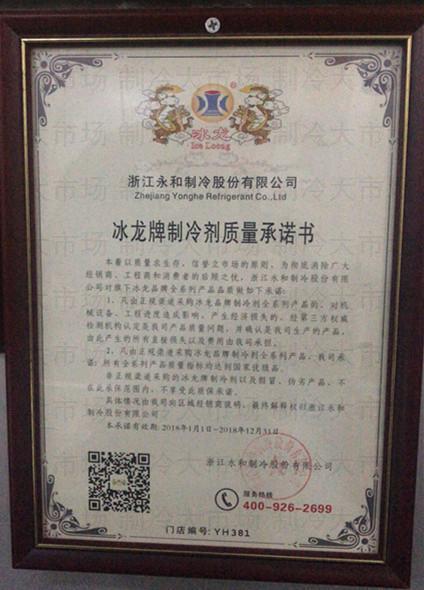 冰龙
Ice Loong
浙江永和制冷股份有限公司
Zhejiang Yonghe Refrigerant Co.,Ltd
冰龙牌制冷剂质量承诺书
本着以质量求生存，信誉立市场的原则，为彻底消除广大
经销商、工程商和消费者的后顾之忧，浙江永和制冷股份有限
公司对旗下冰龙品牌全系列产品品质做如下承诺：
1、凡由正规渠道采购冰龙品牌制冷剂全系列产品的，对机
械设备、工程进度造成影响，产生经济损失的，经第三方权威
检测机构认定是我司产品质量问题，并确认是我司生产的产品，
由此产生的所有直接损失以及费用由我司承担。
2、凡由正规渠道采购冰龙品牌制冷剂全系列产品，我司承
诺：所有全系列产品质量指标均达到国家优级品。
非正规渠道采购的冰龙牌制冷剂以及假冒、伪劣产品，不
在此承保范围内，不享受此质保承诺。
具体情况由我司向区域经销商说明，最终解释权归浙江永和
制冷股份有限公司
本承诺有效期：2018年1月1-2018年12月31日
浙江永和制冷股份有限公司
服务热线
400-926-2699
门店编号：YH381
制冷大市场